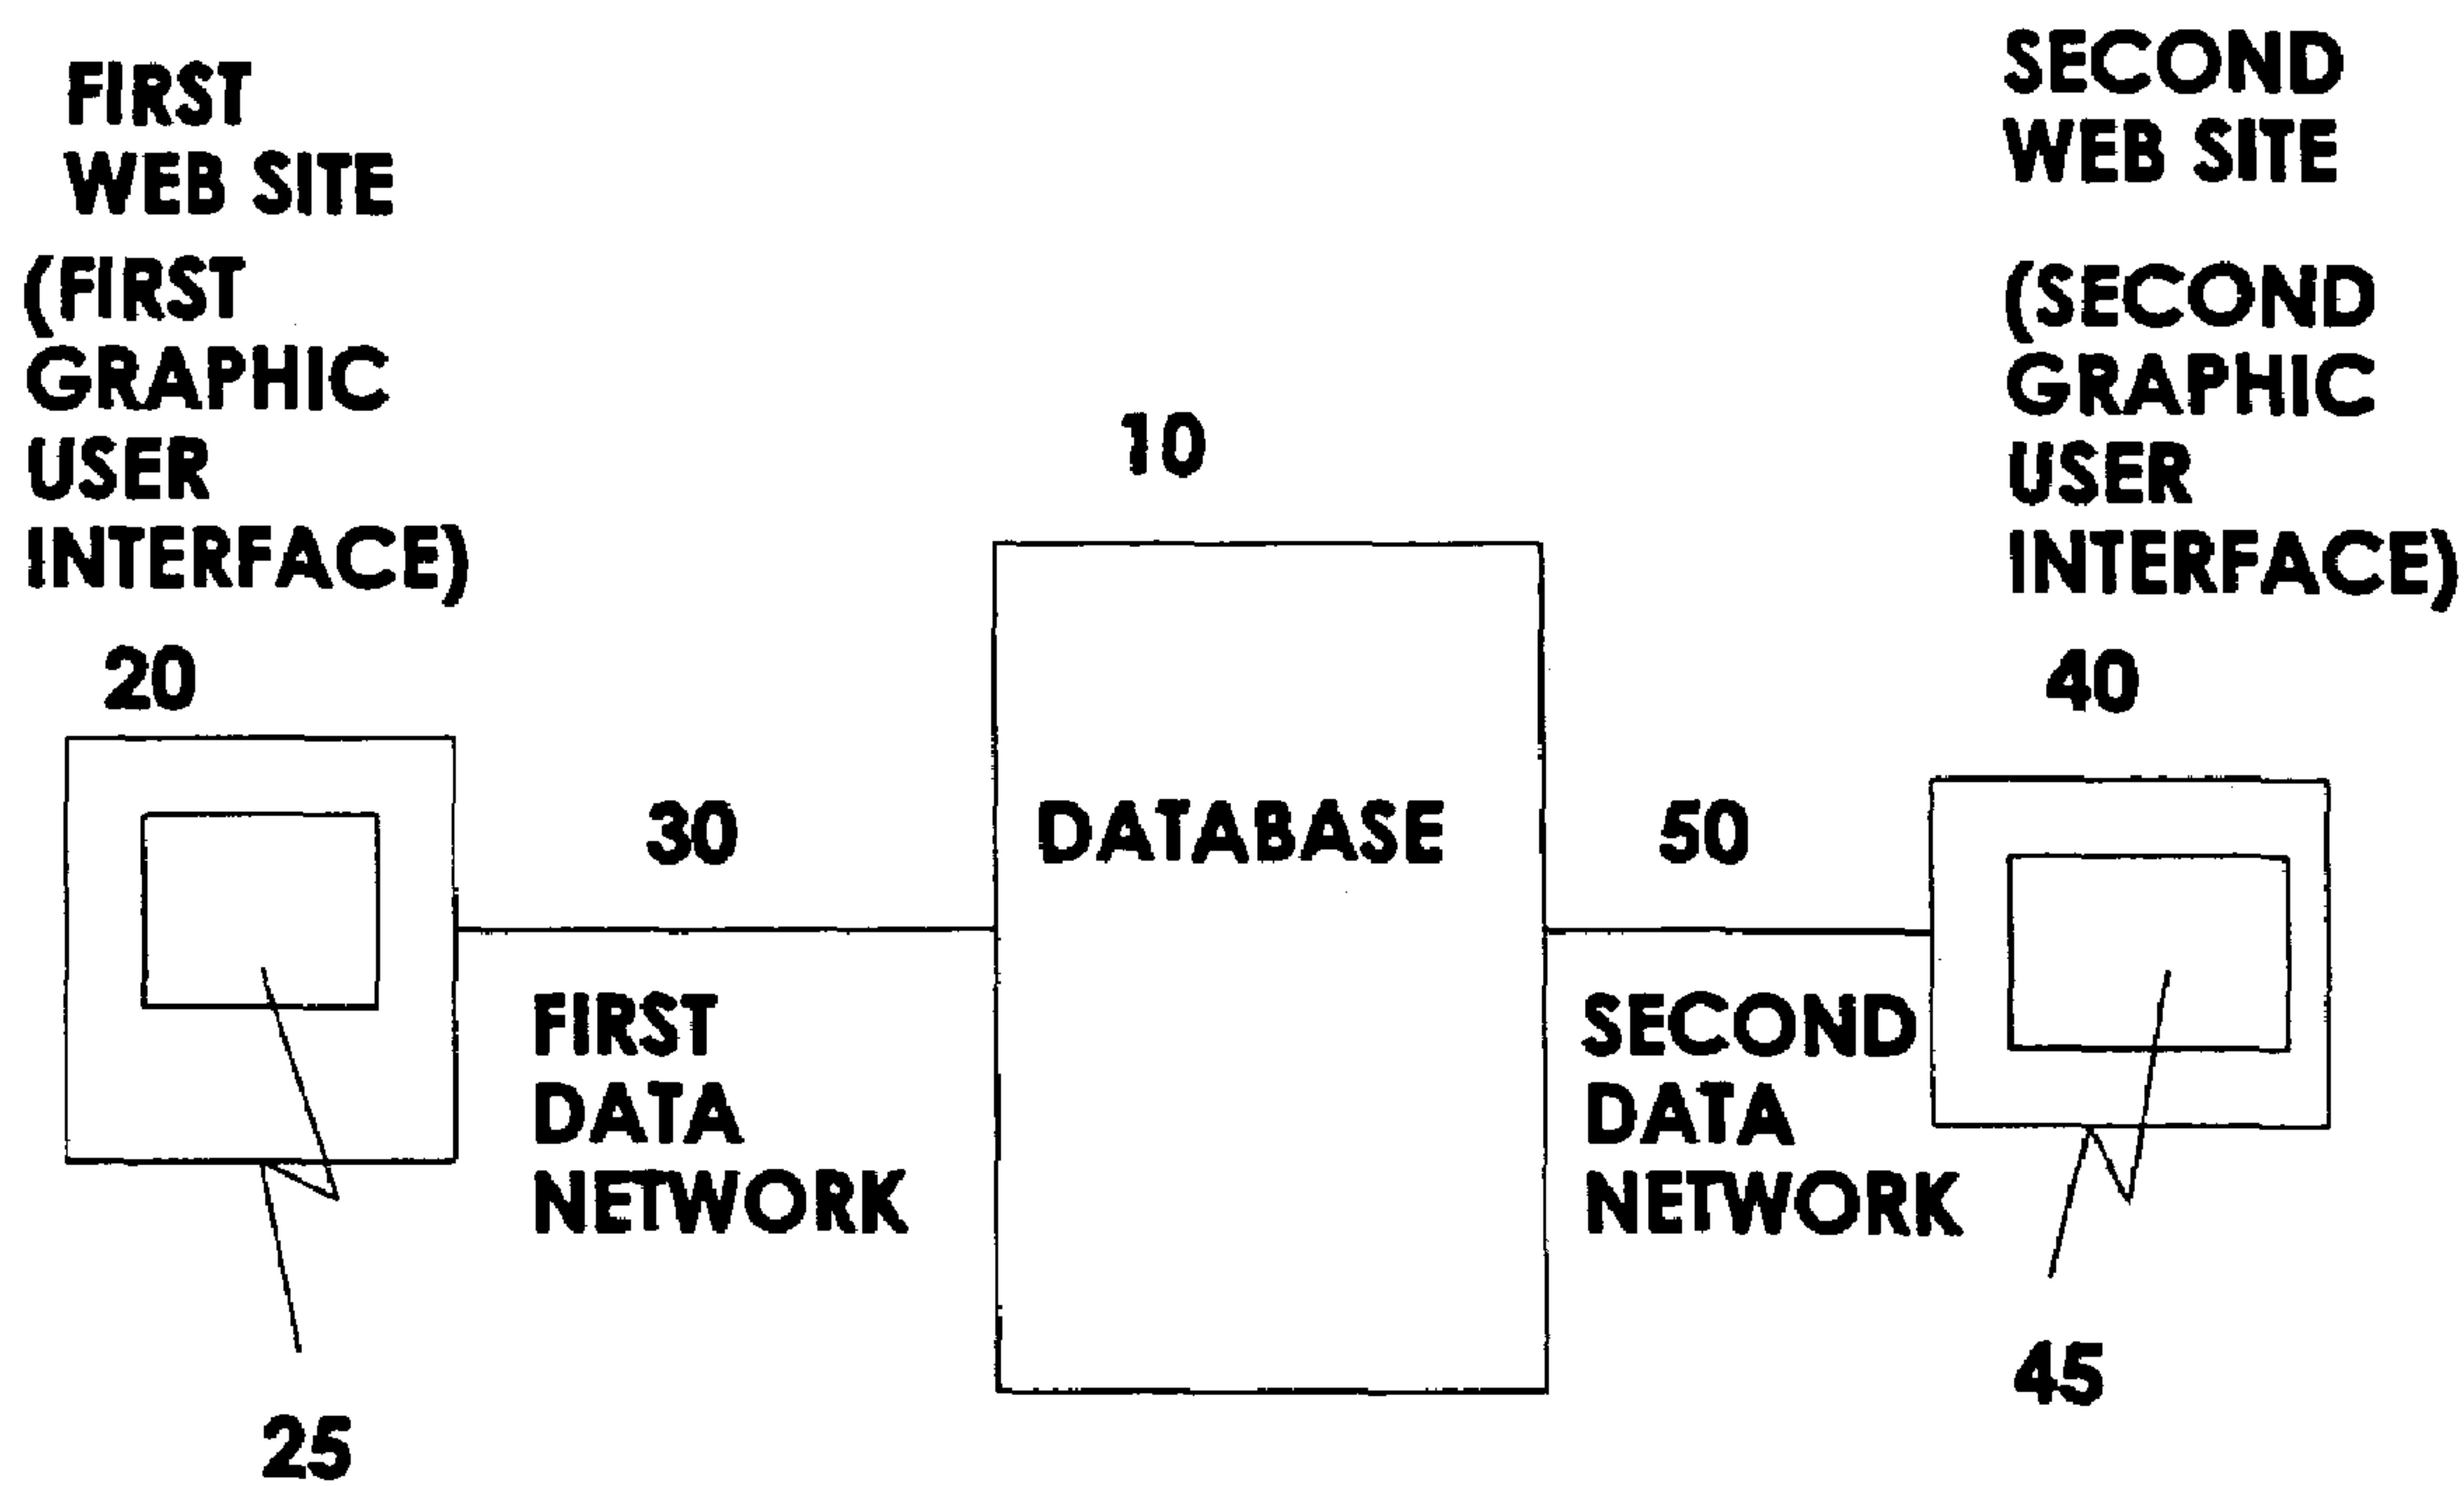 FIRST
WEB SITE
(FIRST
GRAPHIC
USER
INTERFACE)
20
SECOND
WEB SITE
(SECOND
GRAPHIC
USER
INTERFACE)
40
10
30
DATABASE
50
FIRST
DATA
NETWORK
SECOND
DATA
NETWORK
25
45